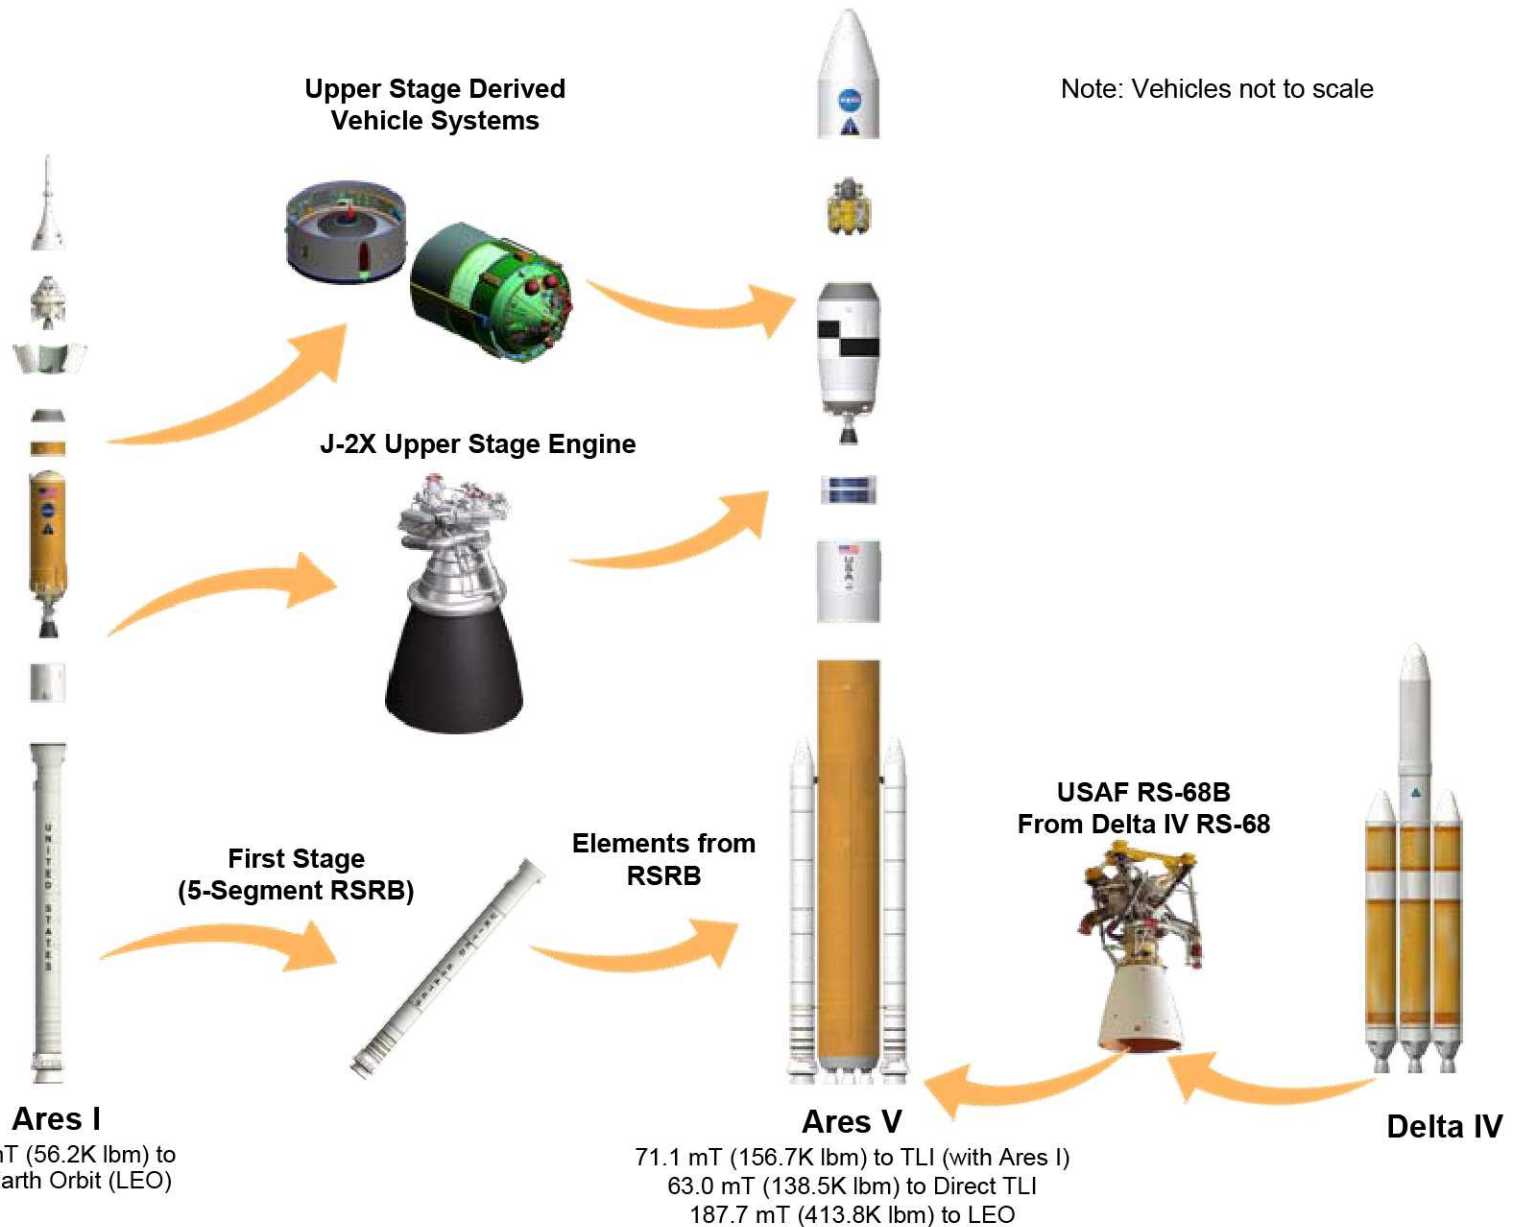 Upper Stage Derived
Vehicle Systems
Note: Vehicles not to scale
J-2X Upper Stage Engine
USA
UNITED STATES
First Stage
(5-Segment RSRB)
Elements from
RSRB
USAF RS-68B
From Delta IV RS-68
Ares I
(56.2K lbm) to
Orbit (LEO)
Ares V
71.1 mT (156.7K lbm) to TLI (with Ares I)
63.0 mT (138.5K lbm) to Direct TLI
187.7 mT (413.8K lbm) to LEO
Delta IV